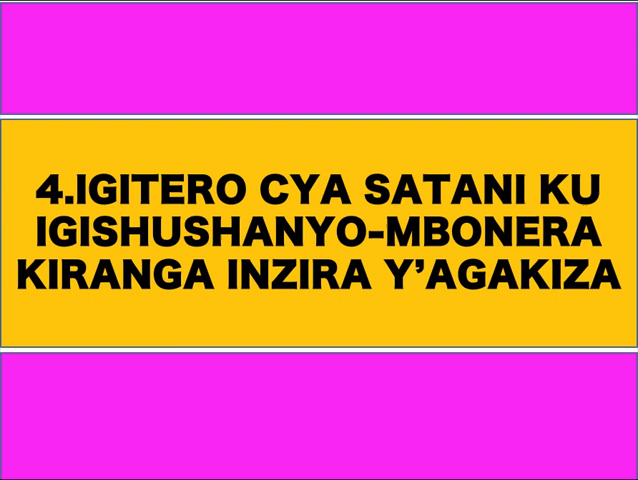 4.IGITERO CYA SATANI KU
IGISHUSHANYO-MBONERA
KIRANGA INZIRA Y’AGAKIZA